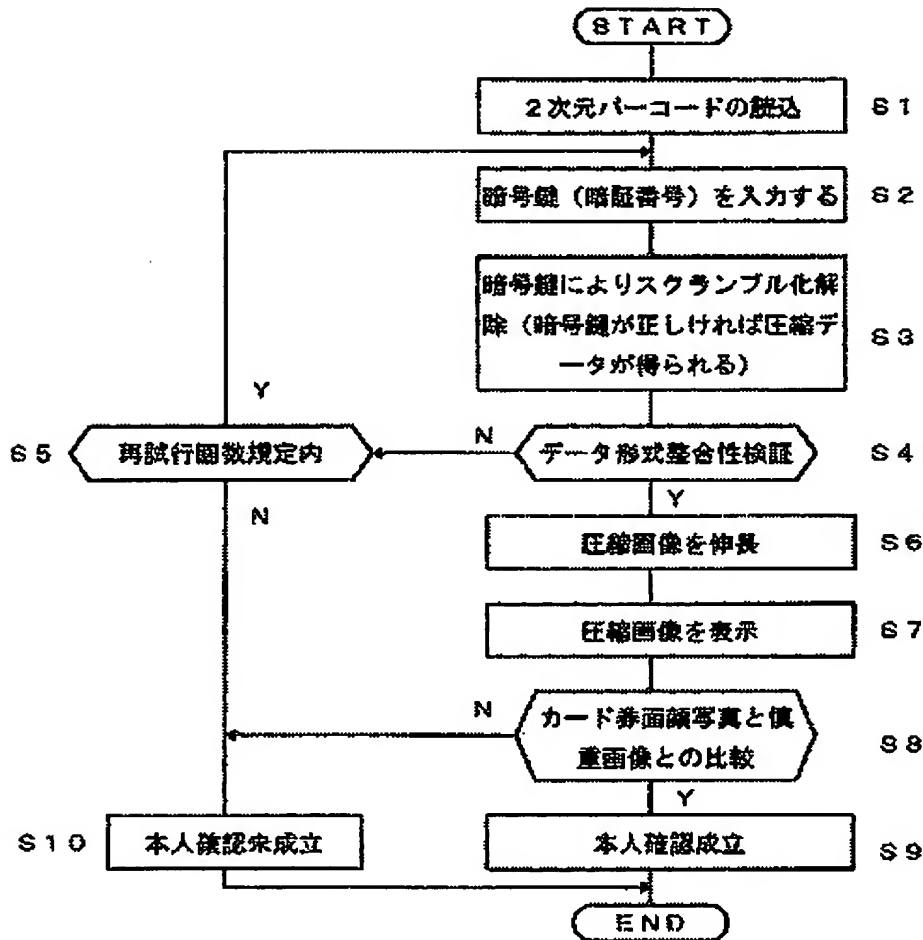 START
2次元バーコードの読込
S1
暗号鍵（暗証番号）を入力する
S2
暗号鍵によりスクランブル化解
除（暗号鍵が正しければ圧縮デ
ータが得られる）
S3
Y
S5
再試行回数規定内
N
データ形式整合性検証
S4
N
Y
圧縮画像を伸長
S6
圧縮画像を表示
S7
N
カード券面顔写真と慎
重画像との比較
S8
Y
S10
本人確認未成立
本人確認成立
S9
END